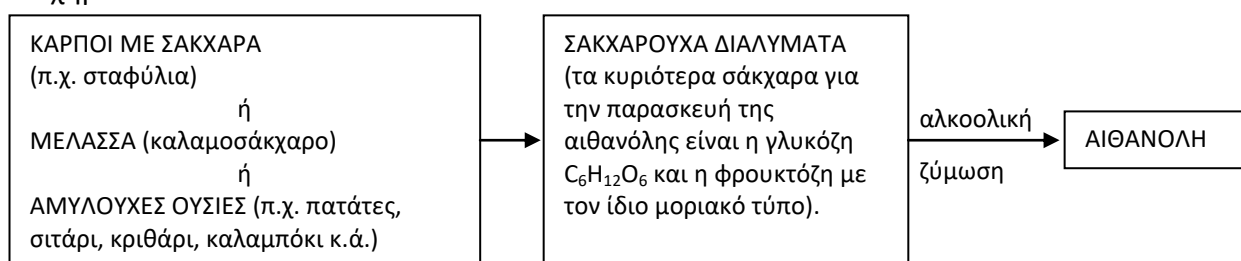 ΚΑΡΠΟΙ ΜΕ ΣΑΚΧΑΡΑ
(π.χ. σταφύλια)
ή
ΜΕΛΑΣΣΑ (καλαμοσάκχαρο)
ή
ΑΜΥΛΟΥΧΕΣ ΟΥΣΙΕΣ (π.χ. πατάτες,
σιτάρι, κριθάρι, καλαμπόκι κ.ά.)
ΣΑΚΧΑΡΟΥΧΑ ΔΙΑΛΥΜΑΤΑ
(τα κυριότερα σάκχαρα για
την παρασκευή της
αιθανόλης είναι η γλυκόζη
C₆H₁₂O₆ και η φρουκτόζη με
τον ίδιο μοριακό τύπο).
αλκοολική
ζύμωση
ΑΙΘΑΝΟΛΗ